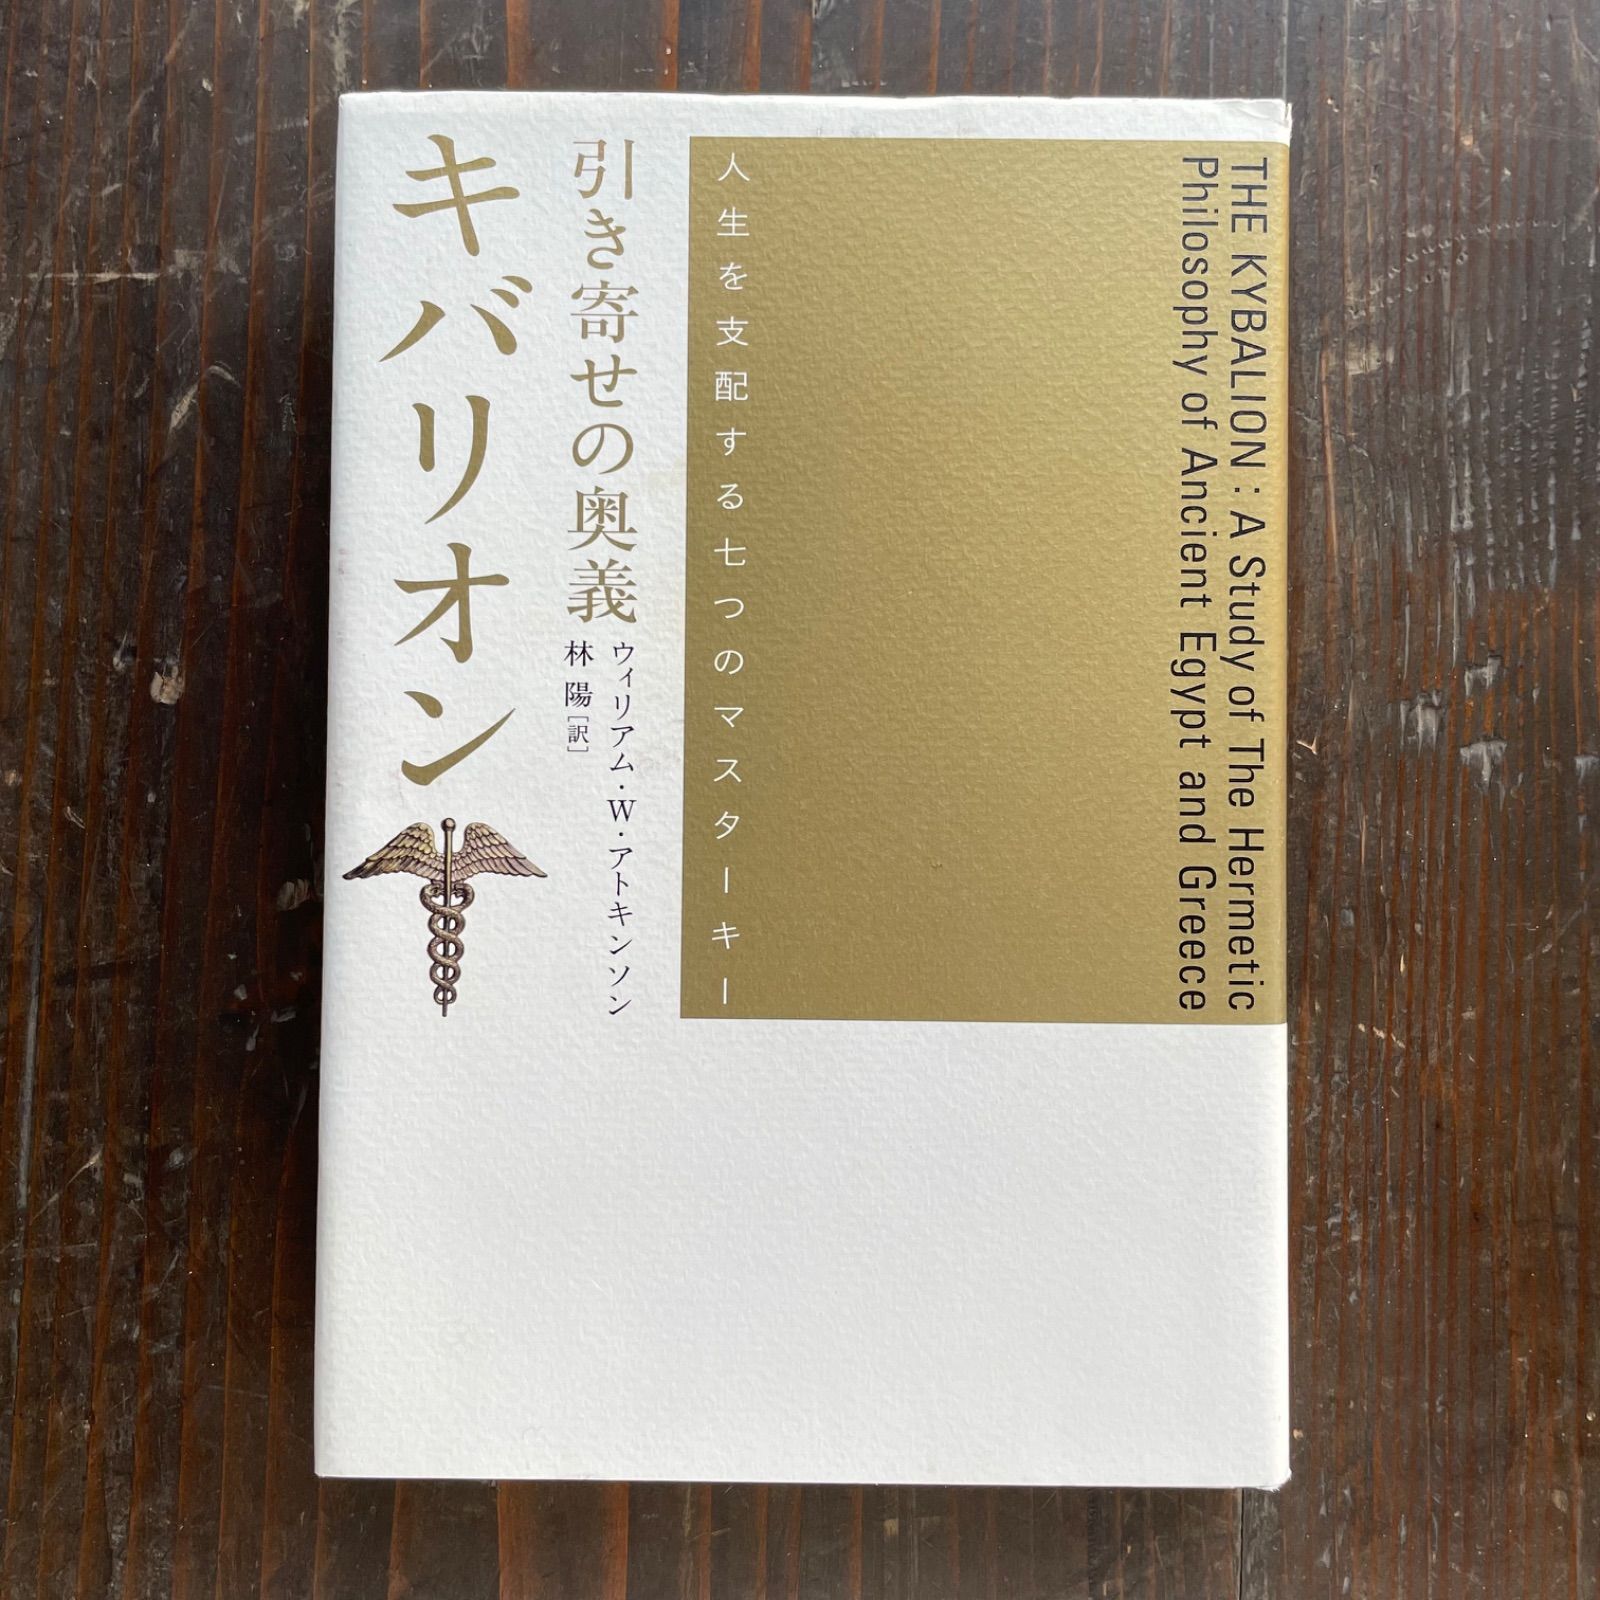 THE KYBALION : A Study of The Hermetic
Philosophy of Ancient Egypt and Greece
人生を支配する七つのマスターキー
引き寄せの奥義
キバリオン
ウィリアム・W・アトキンソン
林 陽[訳]